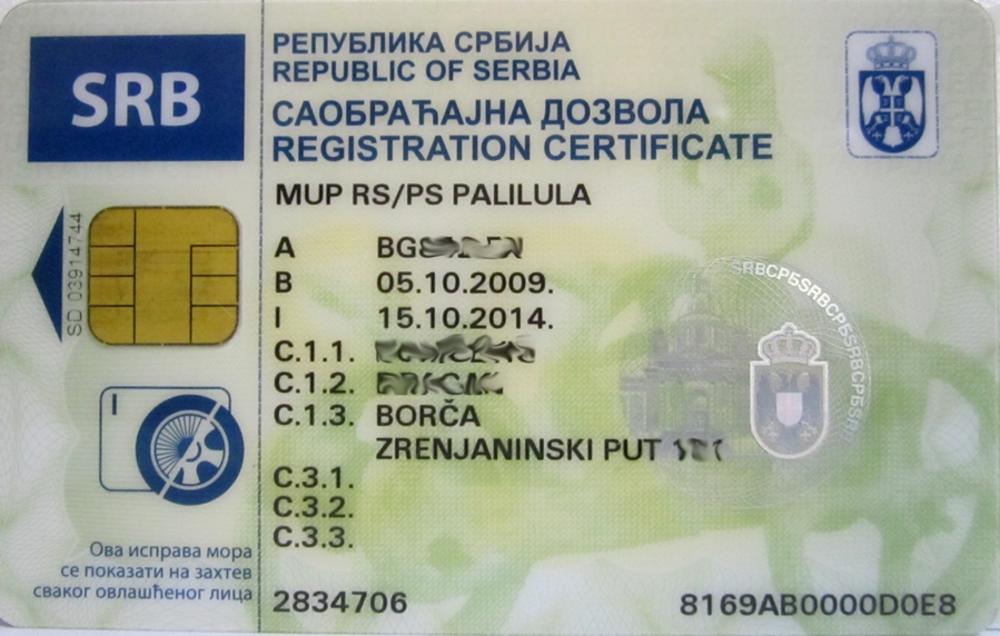 SRB
РЕПУБЛИКА СРБИЈА
REPUBLIC OF SERBIA
САОБРАЋАЈНА ДОЗВОЛА
REGISTRATION CERTIFICATE
MUP RS/PS PALILULA
SD 03914744
A BG
B 05.10.2009.
I 15.10.2014.
C.1.1.
C.1.2.
C.1.3. BORČA
ZRENJANINSKI PUT
C.3.1.
C.3.2.
C.3.3.
SRBСРБSRBСРБSRBСРБSRB
I
Ова исправа мора
се показати на захтев
сваког овлашћеног лица
2834706
8169AB0000D0E8